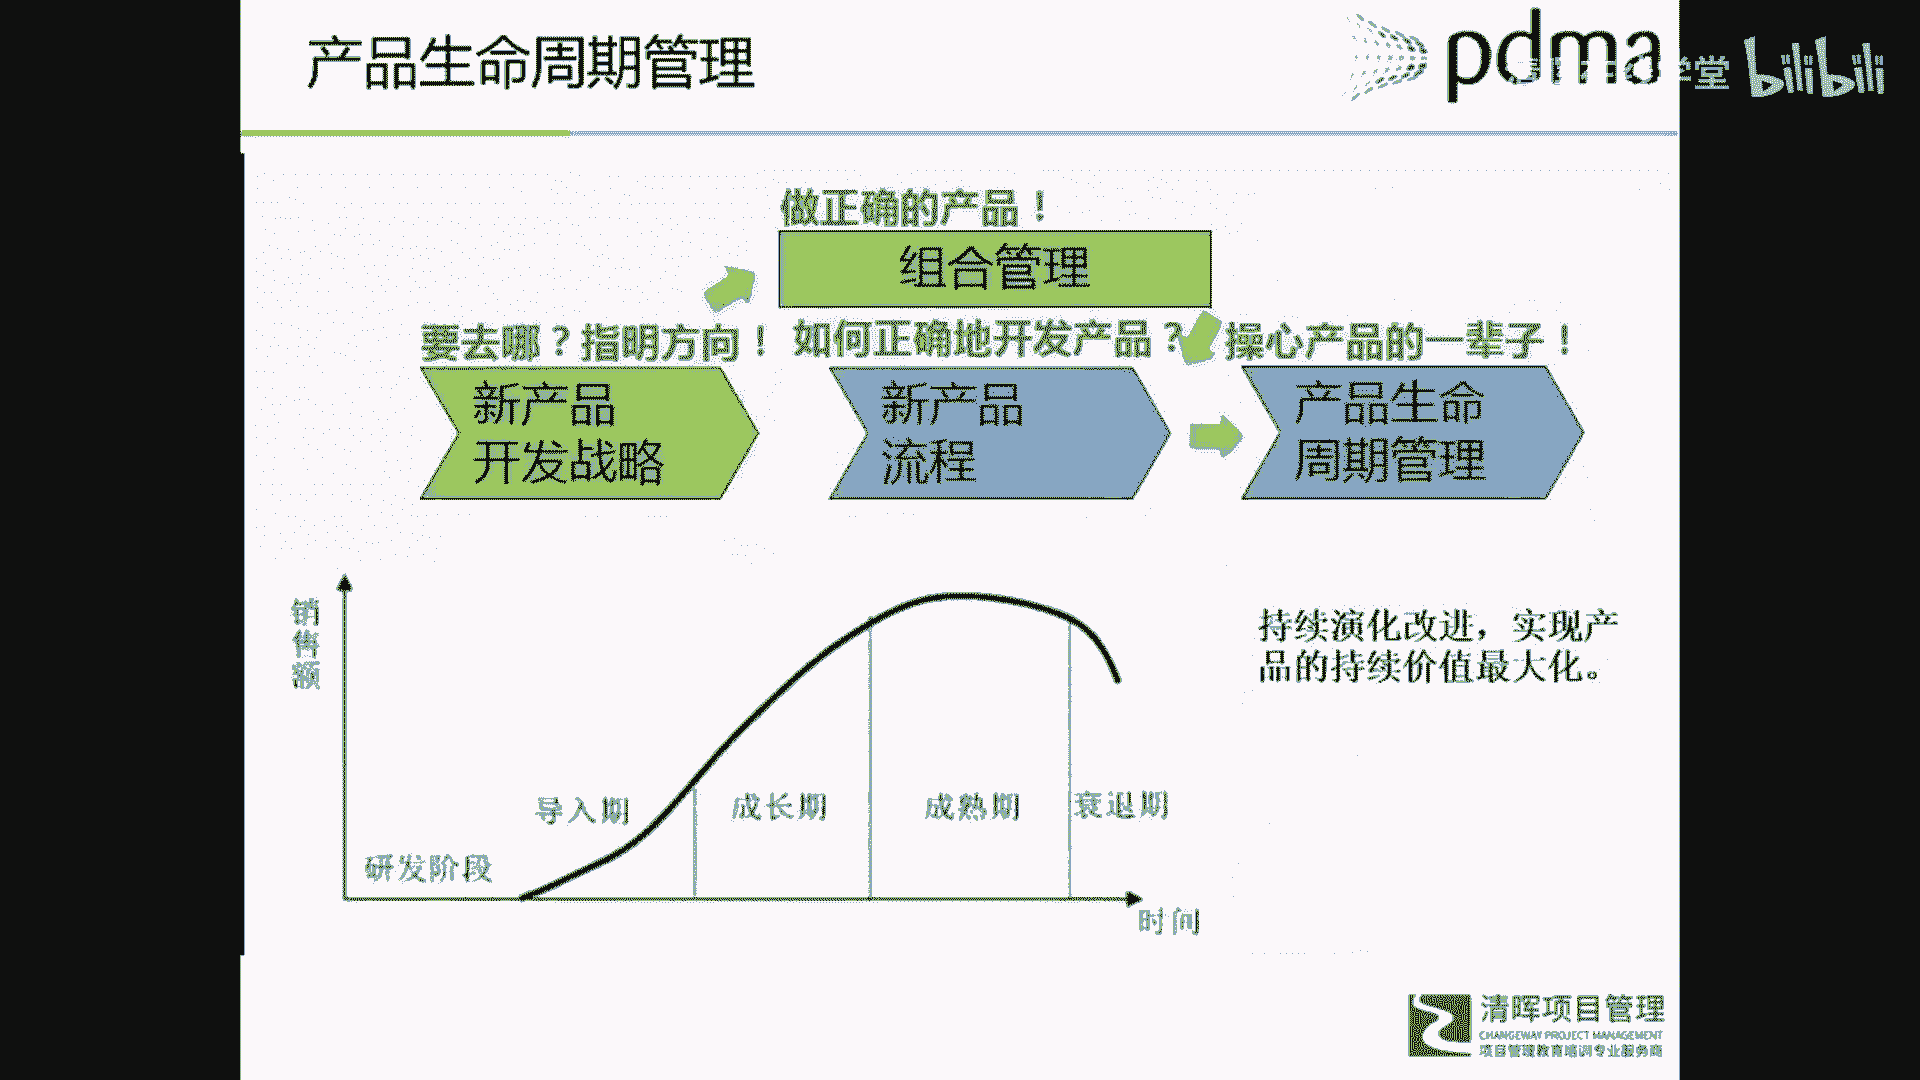 产品生命周期管理
pdma
学堂
bilibili
做正确的产品！
组合管理
要去哪？指明方向！
如何正确地开发产品？
操心产品的一辈子！
新产品
开发战略
新产品
流程
产品生命
周期管理
销售额
持续演化改进，实现产
品的持续价值最大化。
导入期
成长期
成熟期
衰退期
研发阶段
时间
清晖项目管理
CHANGEWAY PROJECT MANAGEMENT
项目管理教育培训专业服务商